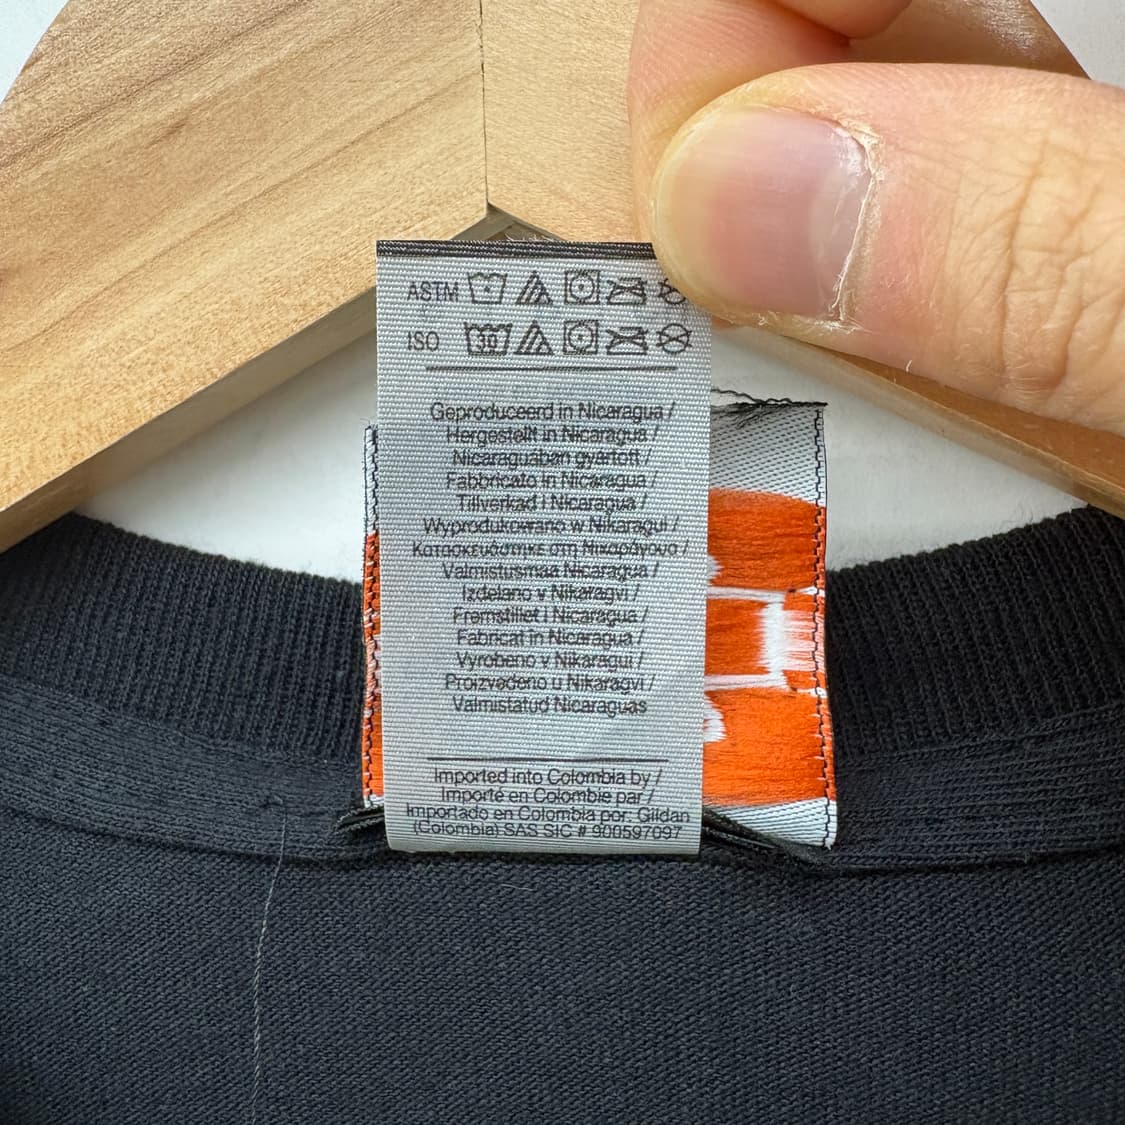 ASTM
ISO 30
Geproduceerd in Nicaragua /
Hergestellt in Nicaragua /
Nicaraguában gyártott /
Fabbricato in Nicaragua /
Tillverkad i Nicaragua /
Wyprodukowano w Nikaragui /
Κατασκευάστηκε στη Νικαράγουα /
Valmistusmaa Nicaragua /
Izdelano v Nikaragvi /
Fremstillet i Nicaragua /
Fabricat în Nicaragua /
Vyrobeno v Nikaragui /
Proizvedeno u Nikaragvi /
Valmistatud Nicaraguas
Imported into Colombia by /
Importé en Colombie par /
Importado en Colombia por: Gildan
(Colombia) SAS SIC # 900597097